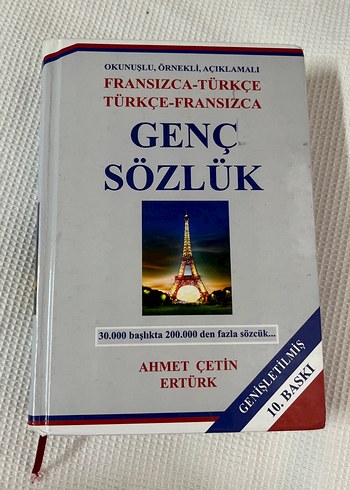 OKUNUŞLU, ÖRNEKLİ, AÇIKLAMALI
FRANSIZCA-TÜRKÇE
TÜRKÇE-FRANSIZCA
GENÇ
SÖZLÜK
30.000 başlıkta 200.000 den fazla sözcük...
AHMET ÇETİN
ERTÜRK
GENİŞLETİLMİŞ
10. BASKI